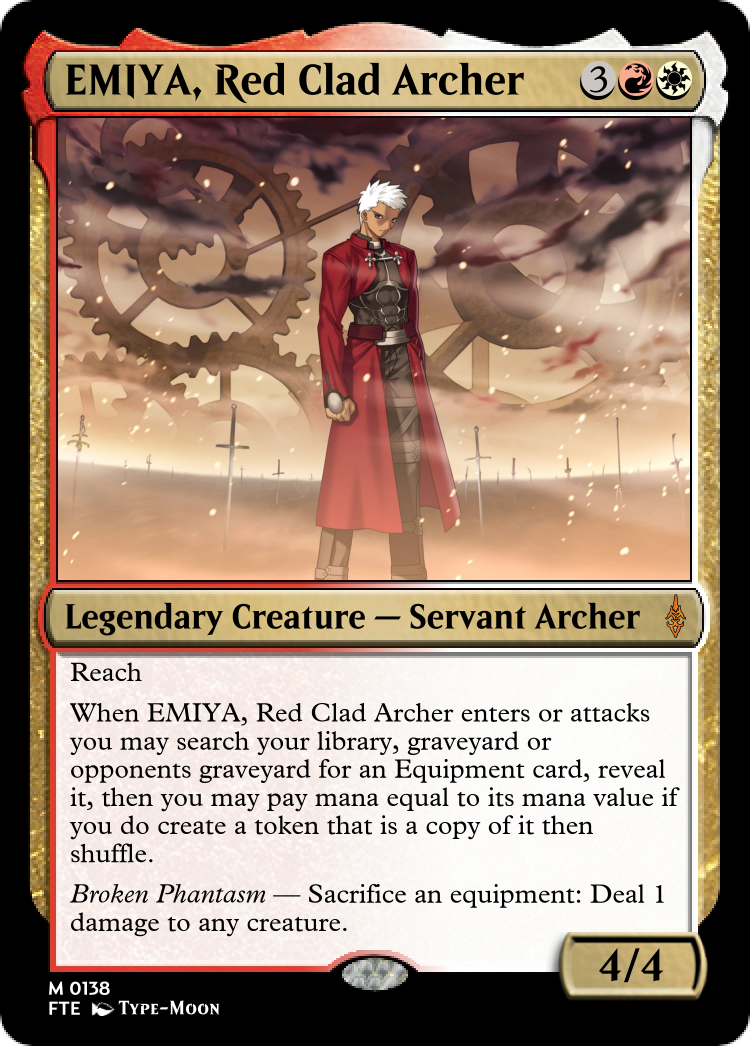 EMIYA, Red Clad Archer 3
Legendary Creature — Servant Archer
Reach
When EMIYA, Red Clad Archer enters or attacks
you may search your library, graveyard or
opponents graveyard for an Equipment card, reveal
it, then you may pay mana equal to its mana value if
you do create a token that is a copy of it then
shuffle.
Broken Phantasm — Sacrifice an equipment: Deal 1
damage to any creature.
4/4
M 0138
FTE Type-Moon